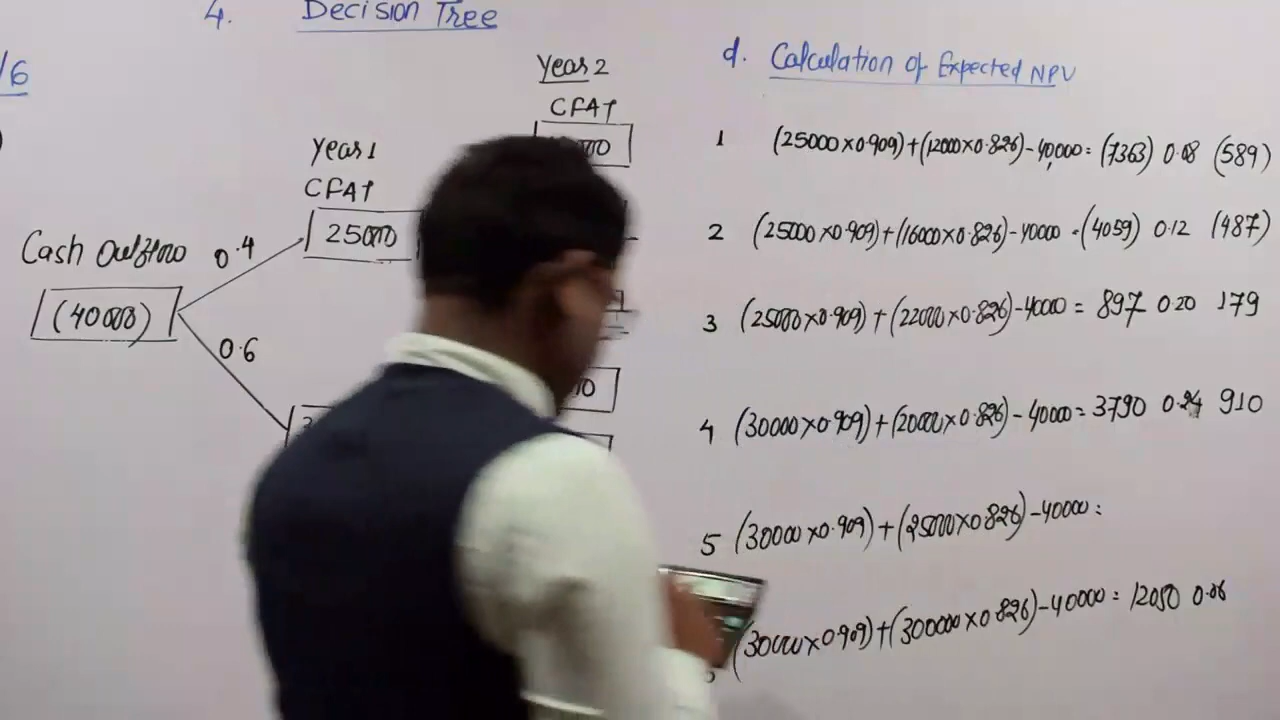 4. Decision Tree
/6
Year 2
CFAT
Year 1
CFAT
25000
Cash Outflow
0.4
(40000)
0.6
d. Calculation of Expected NPV
1 (25000×0.909)+(12000×0.826)-40,000= (7363) 0.08 (589)
2 (25000×0.909)+(16000×0.826)-40000 = (4059) 0.12 (487)
3 (25000×0.909)+(22000×0.826)-40000 = 897 0.20 179
4 (30000×0.909)+(20000×0.826)-40000=3790 0.24 910
5 (30000×0.909)+(25000×0.826)-40000=
(30000×0.909)+(300000×0.826)-40000= 12050 0.06